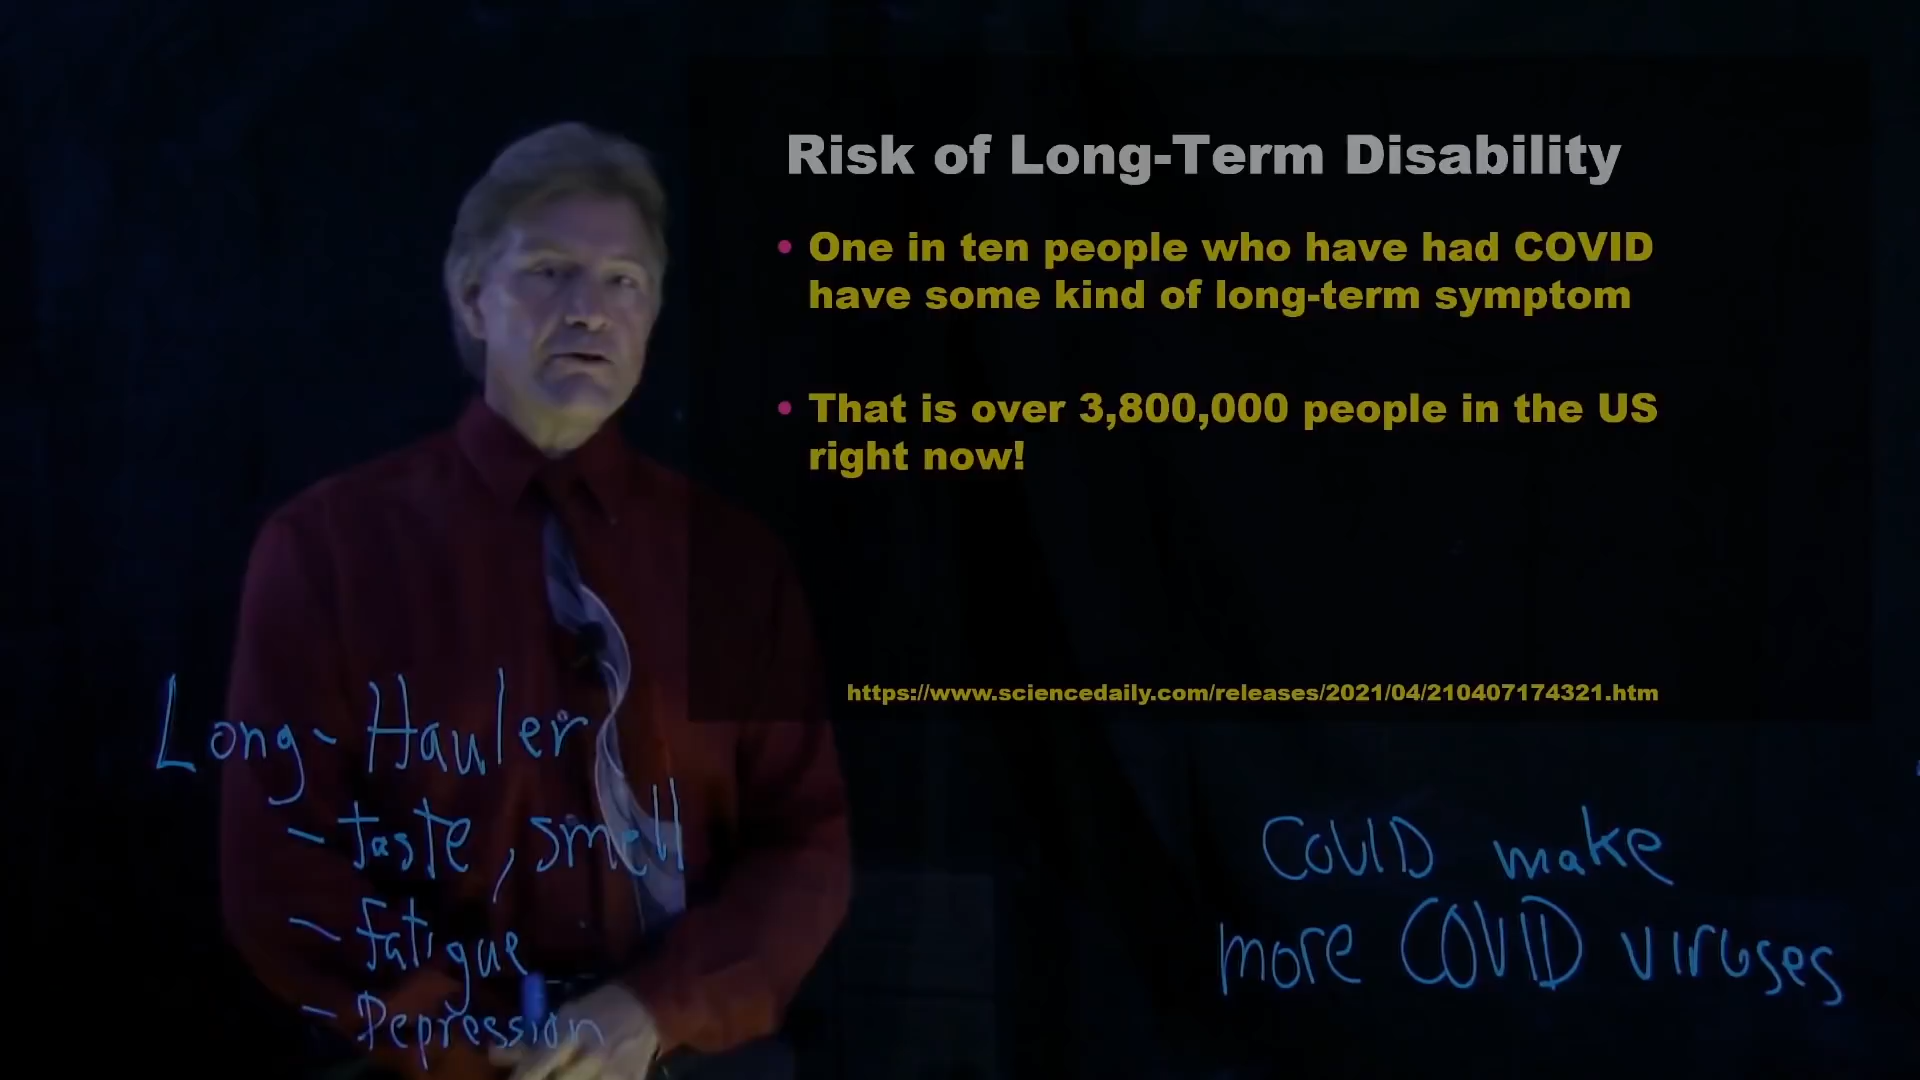 Risk of Long-Term Disability
• One in ten people who have had COVID
have some kind of long-term symptom
• That is over 3,800,000 people in the US
right now!
https://www.sciencedaily.com/releases/2021/04/210407174321.htm
Long-Hauler
- taste, smell
- Fatigue
- Depression
COVID make
more COVID viruses